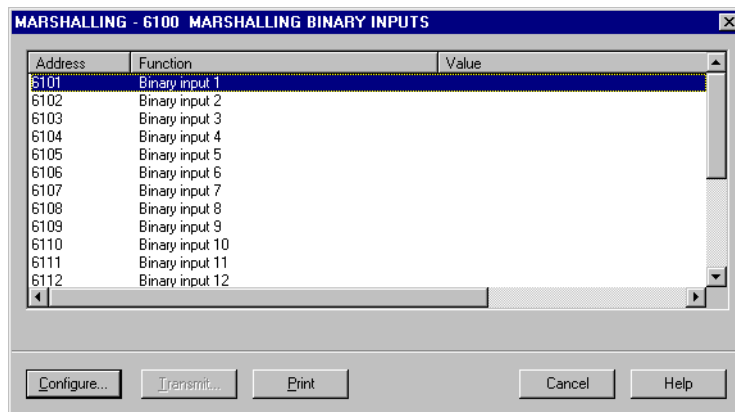 MARSHALLING - 6100 MARSHALLING BINARY INPUTS
Address Function Value
6101 Binary input 1
6102 Binary input 2
6103 Binary input 3
6104 Binary input 4
6105 Binary input 5
6106 Binary input 6
6107 Binary input 7
6108 Binary input 8
6109 Binary input 9
6110 Binary input 10
6111 Binary input 11
6112 Binary input 12
Configure... Transmit... Print Cancel Help